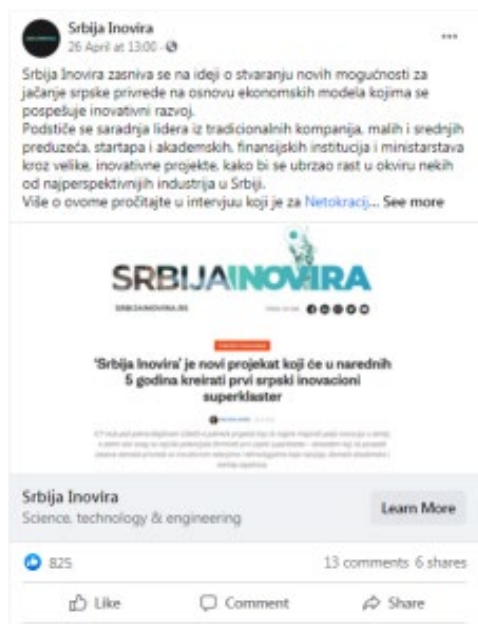 Srbija Inovira
26 April at 13:00 ·
Srbija Inovira zasniva se na ideji o stvaranju novih mogućnosti za
jačanje srpske privrede na osnovu ekonomskih modela kojima se
pospešuje inovativni razvoj.
Podstiče se saradnja lidera iz tradicionalnih kompanija, malih i srednjih
preduzeća, startapa i akademskih, finansijskih institucija i ministarstava
kroz velike, inovativne projekte, kako bi se ubrzao rast u okviru nekih
od najperspektivnijih industrija u Srbiji.
Više o ovome pročitajte u intervjuu koji je za Netokracij... See more
SRBIJAINOVIRA
SRBIJAINOVIRA.RS
'Srbija Inovira' je novi projekat koji će u narednih
5 godina kreirati prvi srpski inovacioni
superklaster
Srbija Inovira
Science, technology & engineering
Learn More
825
13 comments 6 shares
Like
Comment
Share